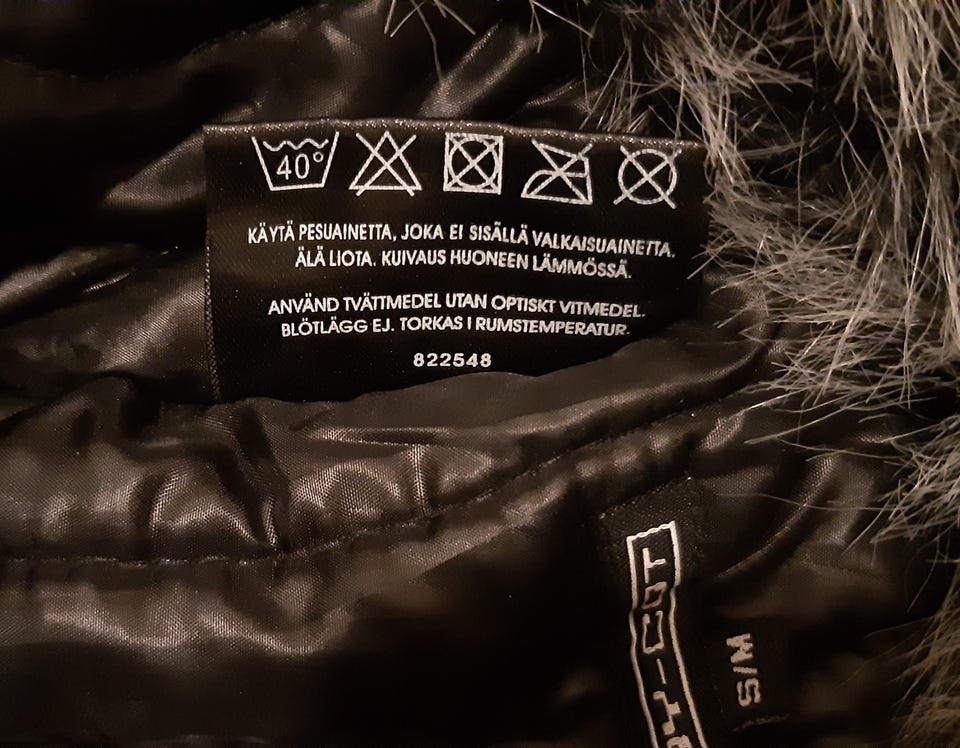 40°
KÄYTÄ PESUAINETTA, JOKA EI SISÄLLÄ VALKAISUAINETTA.
ÄLÄ LIOTA. KUIVAUS HUONEEN LÄMMÖSSÄ.
ANVÄND TVÄTTMEDEL UTAN OPTISKT VITMEDEL.
BLÖTLÄGG EJ. TORKAS I RUMSTEMPERATUR.
822548
S/M